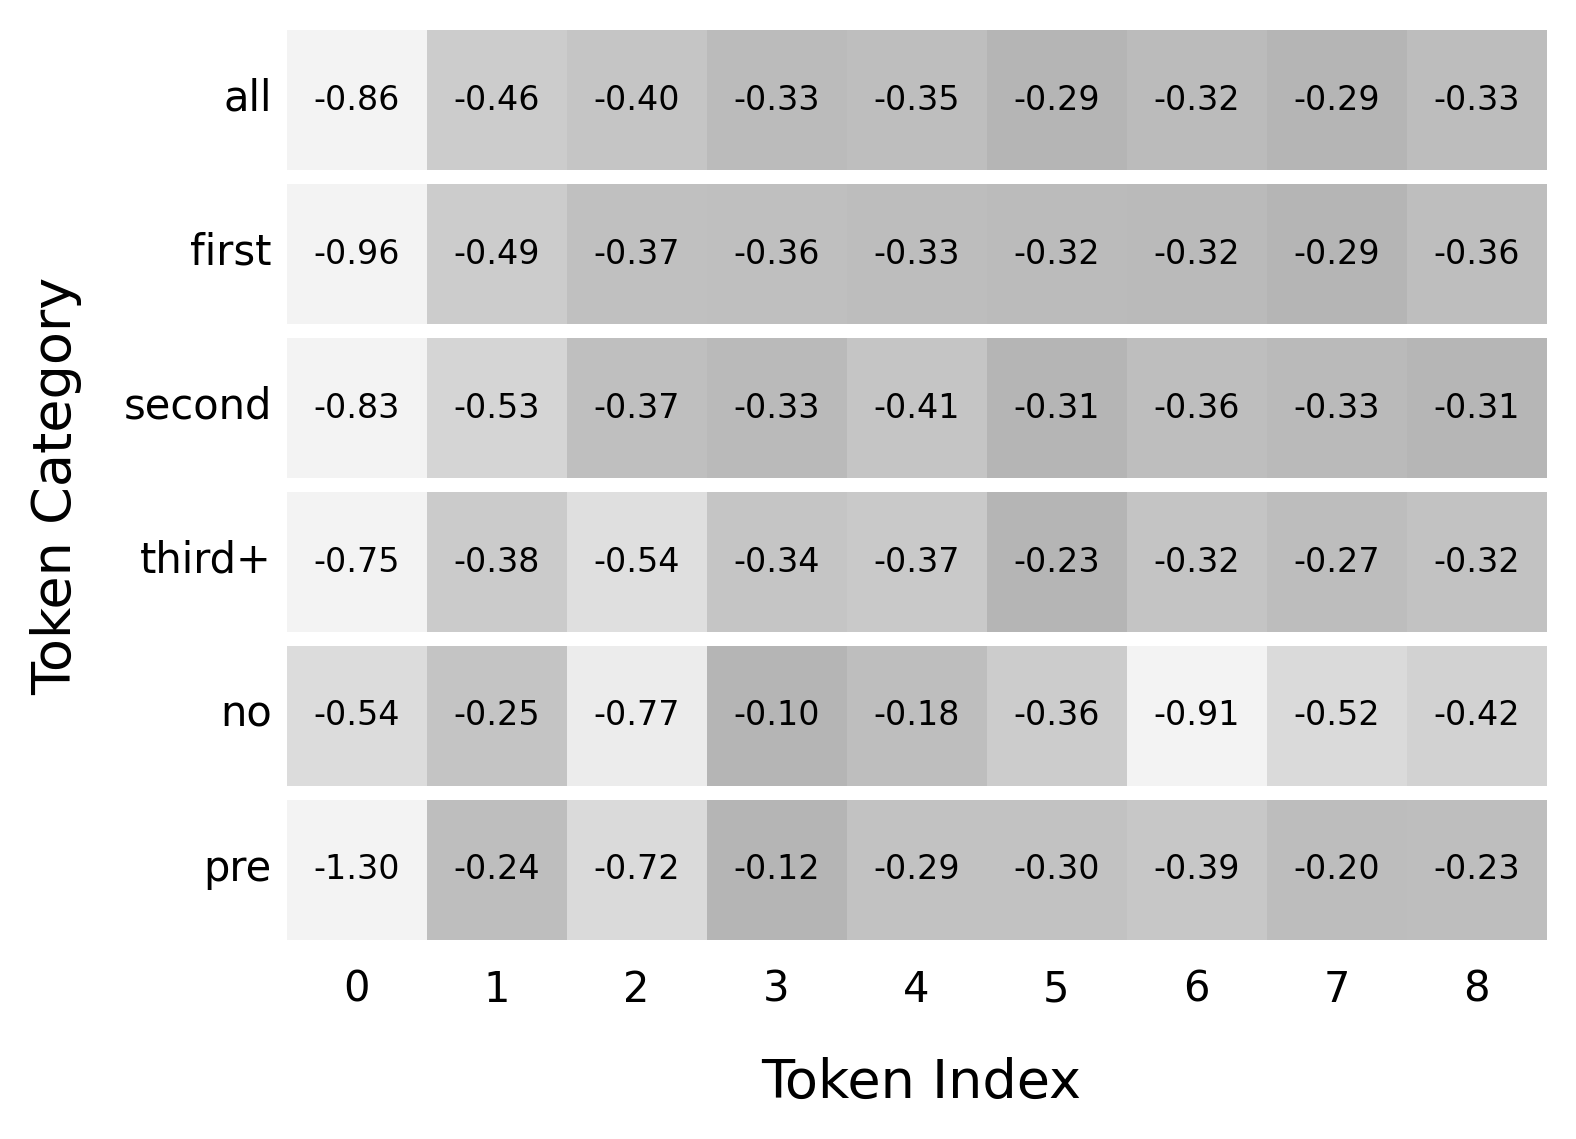 all -0.86 -0.46 -0.40 -0.33 -0.35 -0.29 -0.32 -0.29 -0.33
first -0.96 -0.49 -0.37 -0.36 -0.33 -0.32 -0.32 -0.29 -0.36
second -0.83 -0.53 -0.37 -0.33 -0.41 -0.31 -0.36 -0.33 -0.31
third+ -0.75 -0.38 -0.54 -0.34 -0.37 -0.23 -0.32 -0.27 -0.32
no -0.54 -0.25 -0.77 -0.10 -0.18 -0.36 -0.91 -0.52 -0.42
pre -1.30 -0.24 -0.72 -0.12 -0.29 -0.30 -0.39 -0.20 -0.23
0 1 2 3 4 5 6 7 8
Token Index
Token Category